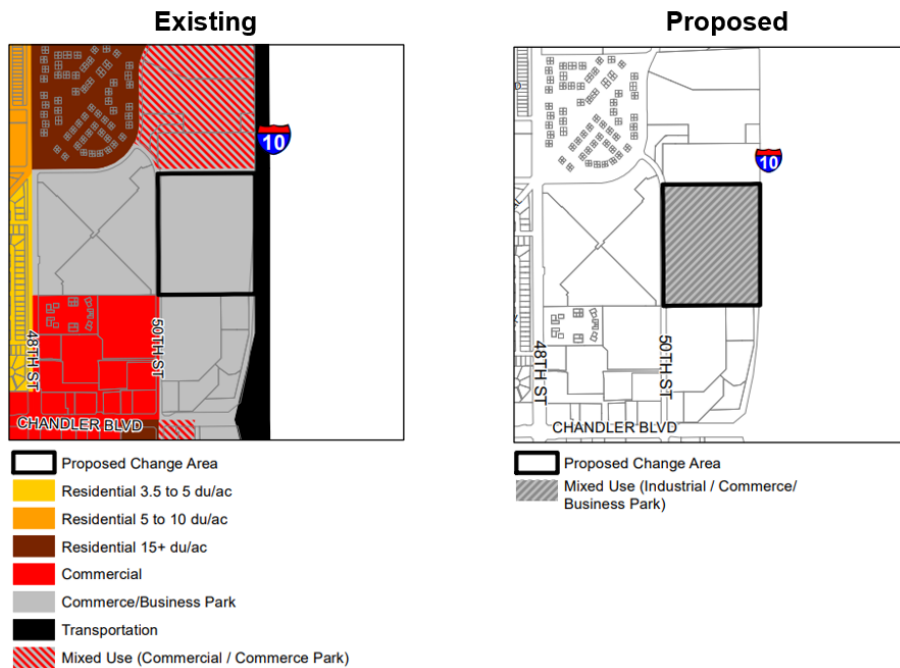 Existing
10
48TH ST
50TH ST
CHANDLER BLVD
Proposed Change Area
Residential 3.5 to 5 du/ac
Residential 5 to 10 du/ac
Residential 15+ du/ac
Commercial
Commerce/Business Park
Transportation
Mixed Use (Commercial / Commerce Park)
Proposed
10
48TH ST
50TH ST
CHANDLER BLVD
Proposed Change Area
Mixed Use (Industrial / Commerce/
Business Park)